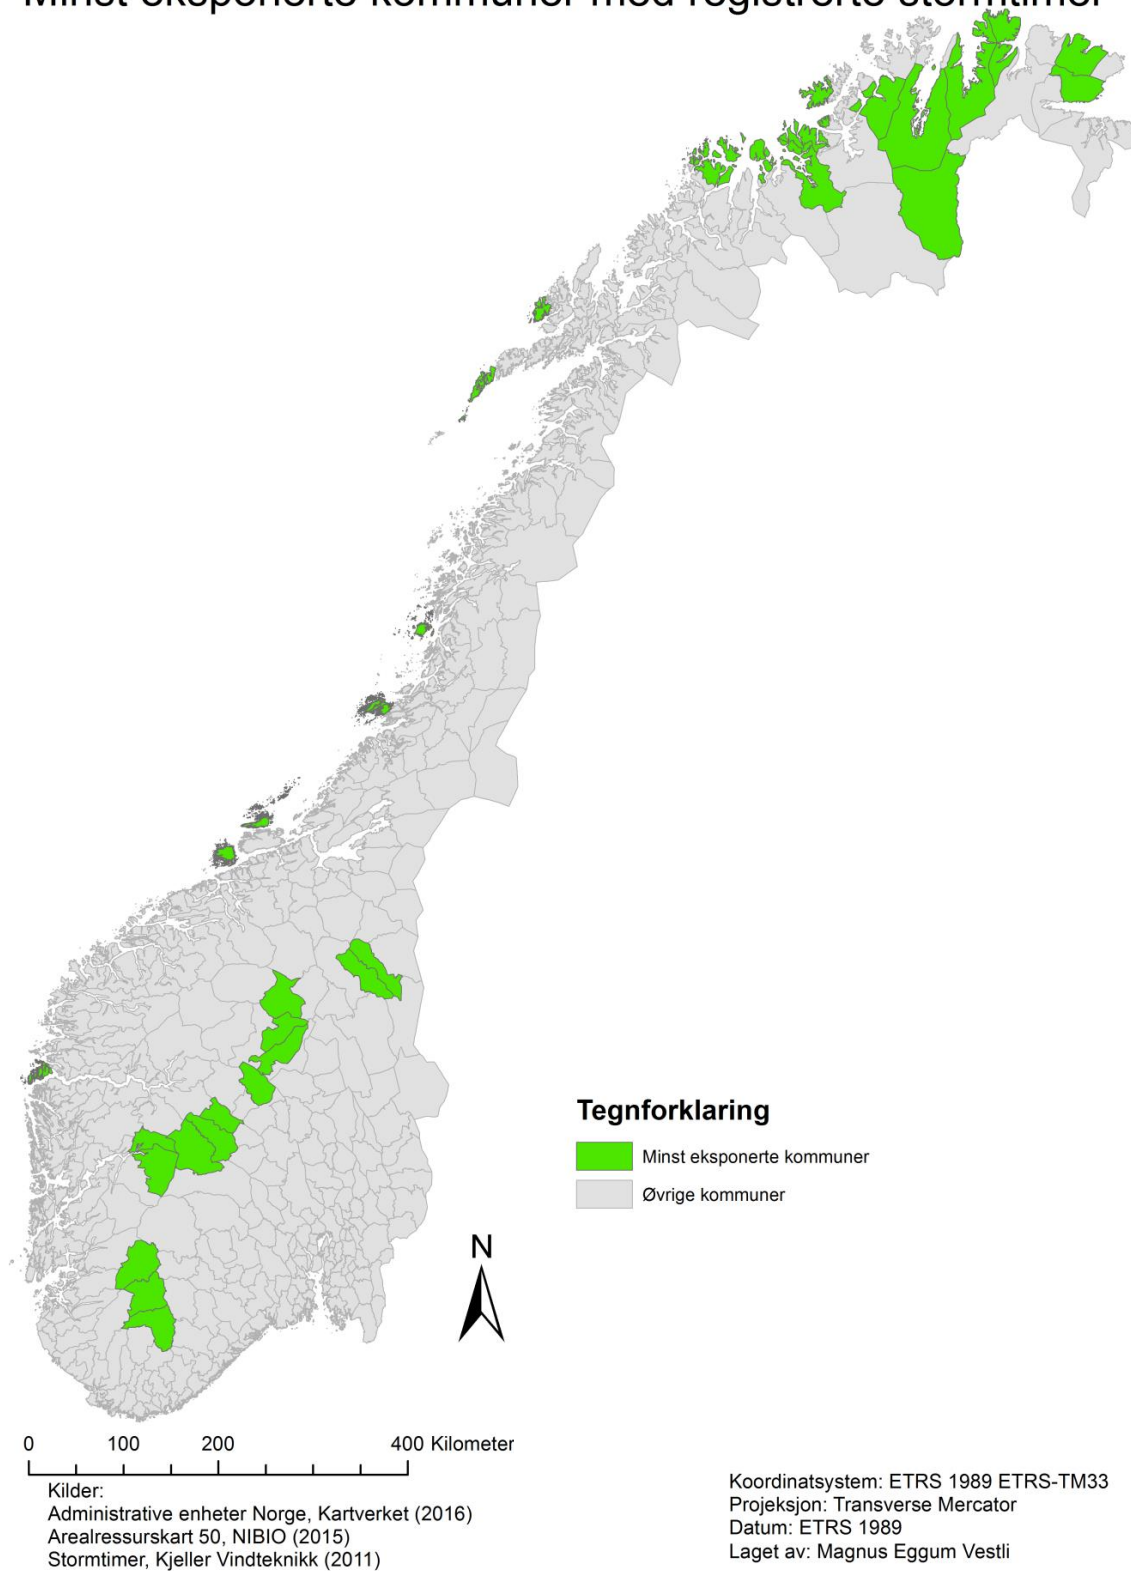 Minst eksponerte kommuner med registrerte stormtimer
Tegnforklaring
Minst eksponerte kommuner
Øvrige kommuner
N
0 100 200 400 Kilometer
Kilder:
Administrative enheter Norge, Kartverket (2016)
Arealressurskart 50, NIBIO (2015)
Stormtimer, Kjeller Vindteknikk (2011)
Koordinatsystem: ETRS 1989 ETRS-TM33
Projeksjon: Transverse Mercator
Datum: ETRS 1989
Laget av: Magnus Eggum Vestli